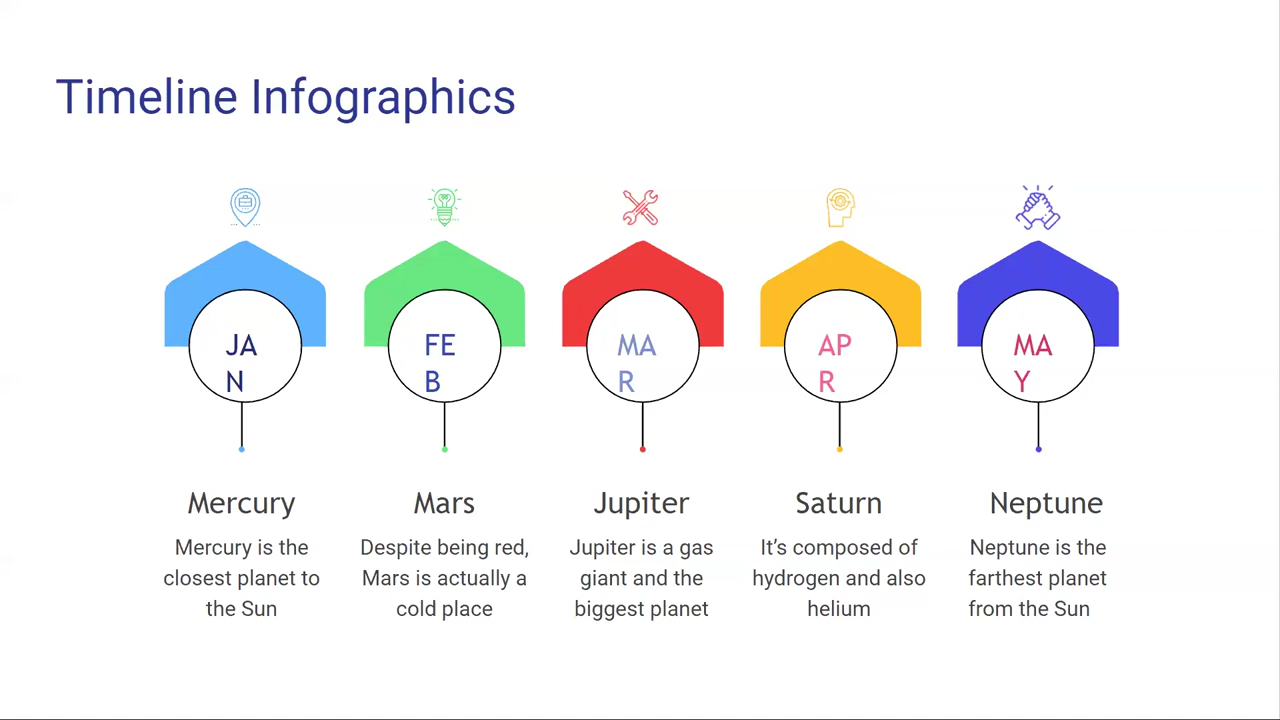 Timeline Infographics
JA
N
FE
B
MA
R
AP
R
MA
Y
Mercury
Mercury is the
closest planet to
the Sun
Mars
Despite being red,
Mars is actually a
cold place
Jupiter
Jupiter is a gas
giant and the
biggest planet
Saturn
It’s composed of
hydrogen and also
helium
Neptune
Neptune is the
farthest planet
from the Sun